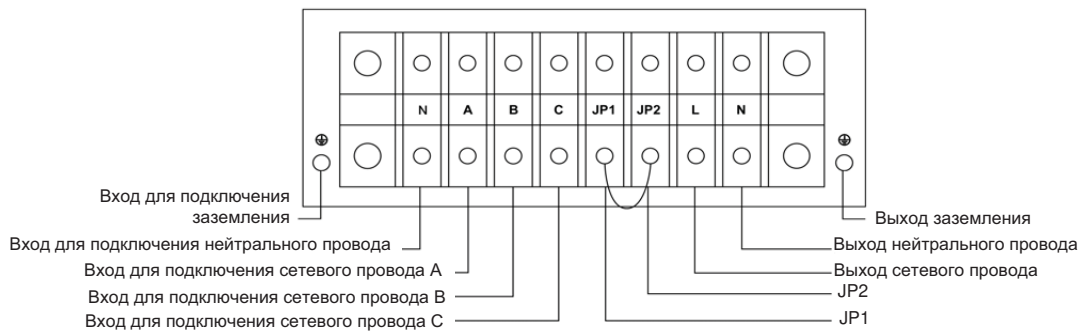 N A B C JP1 JP2 L N
Вход для подключения
заземления
Вход для подключения нейтрального провода
Вход для подключения сетевого провода A
Вход для подключения сетевого провода B
Вход для подключения сетевого провода C
Выход заземления
Выход нейтрального провода
Выход сетевого провода
JP2
JP1